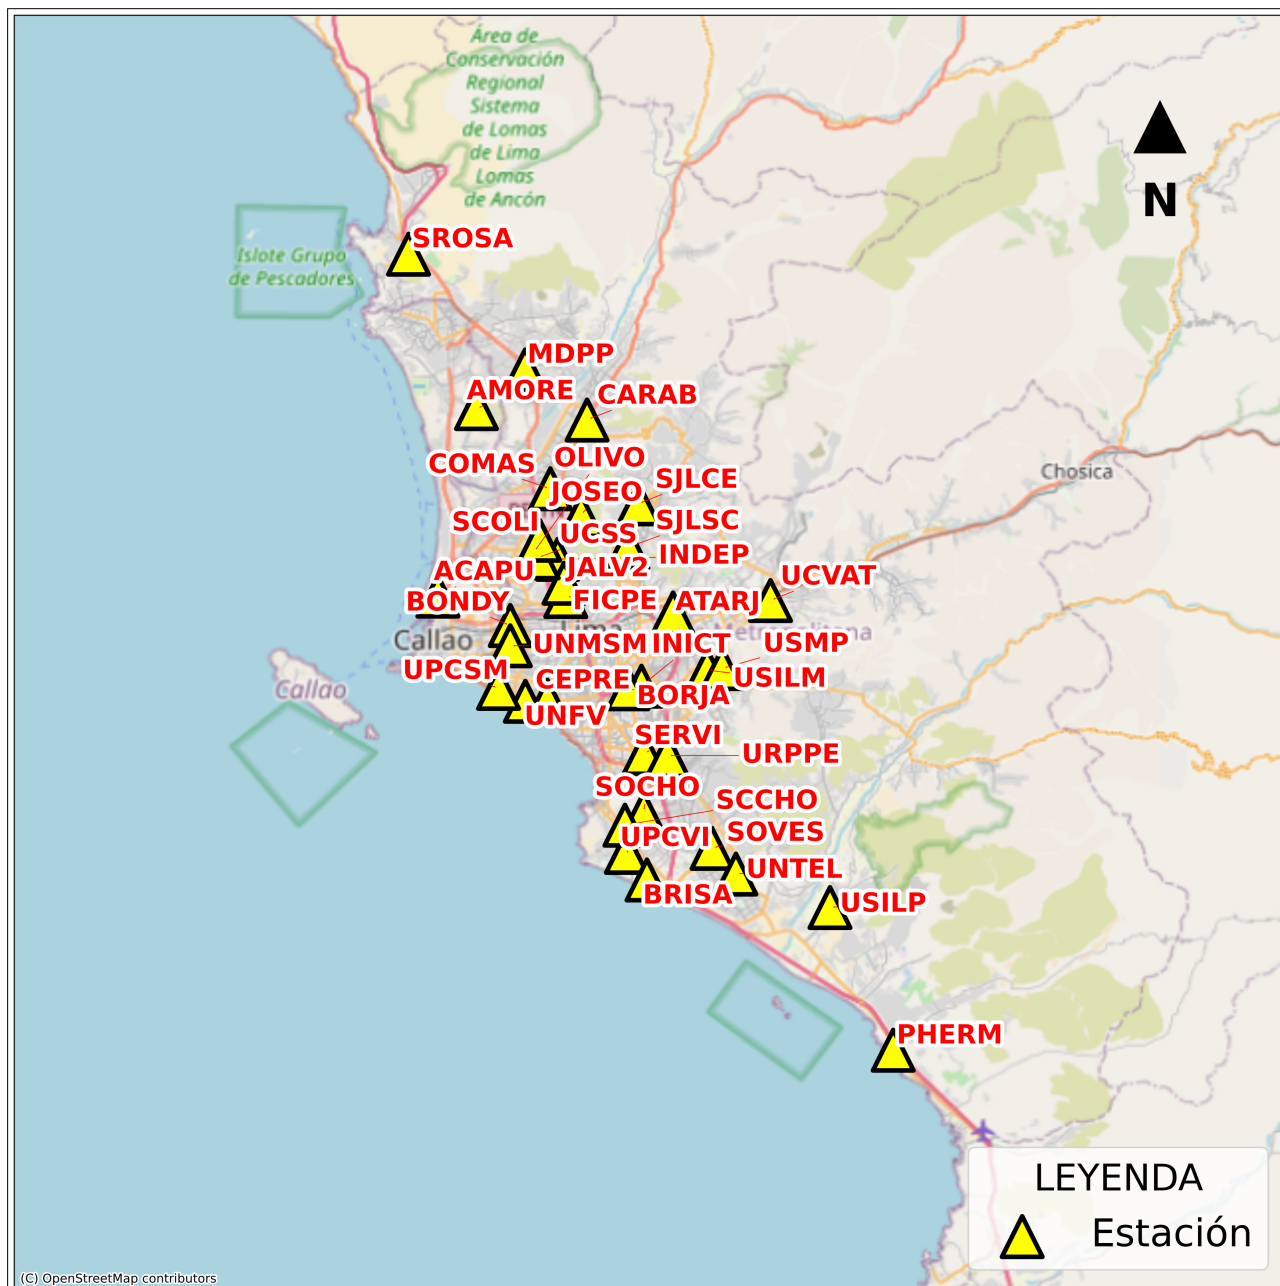 Área de
Conservación
Regional
Sistema
de Lomas
de Lima
Lomas
de Ancón
N
SROSA
Islote Grupo
de Pescadores
MDPP
AMORE
CARAB
COMAS
OLIVO
Chosica
JOSEO
SJLCE
SCOLI
UCSS
SJLSC
INDEP
ACAPU
JALV2
UCVAT
BONDY
FICPE
ATARJ
Callao
Lima
Metropolitana
UNMSM
INICT
USMP
UPCSM
CEPRE
USILM
Callao
BORJA
UNFV
SERVI
URPPE
SOCHO
SCCHO
UPCVI
SOVES
UNTEL
BRISA
USILP
PHERM
LEYENDA
Estación
(C) OpenStreetMap contributors